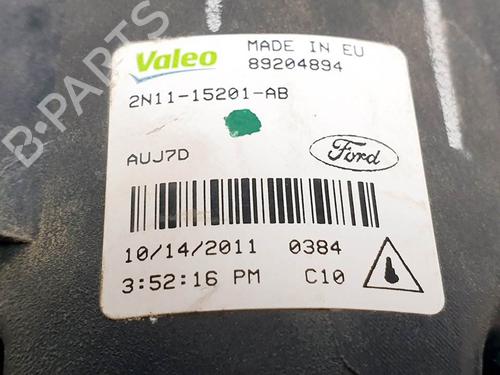 Valeo
MADE IN EU
89204894
2N11-15201-AB
AUJ7D
Ford
10/14/2011 0384
3:52:16 PM C10
B-PARTS